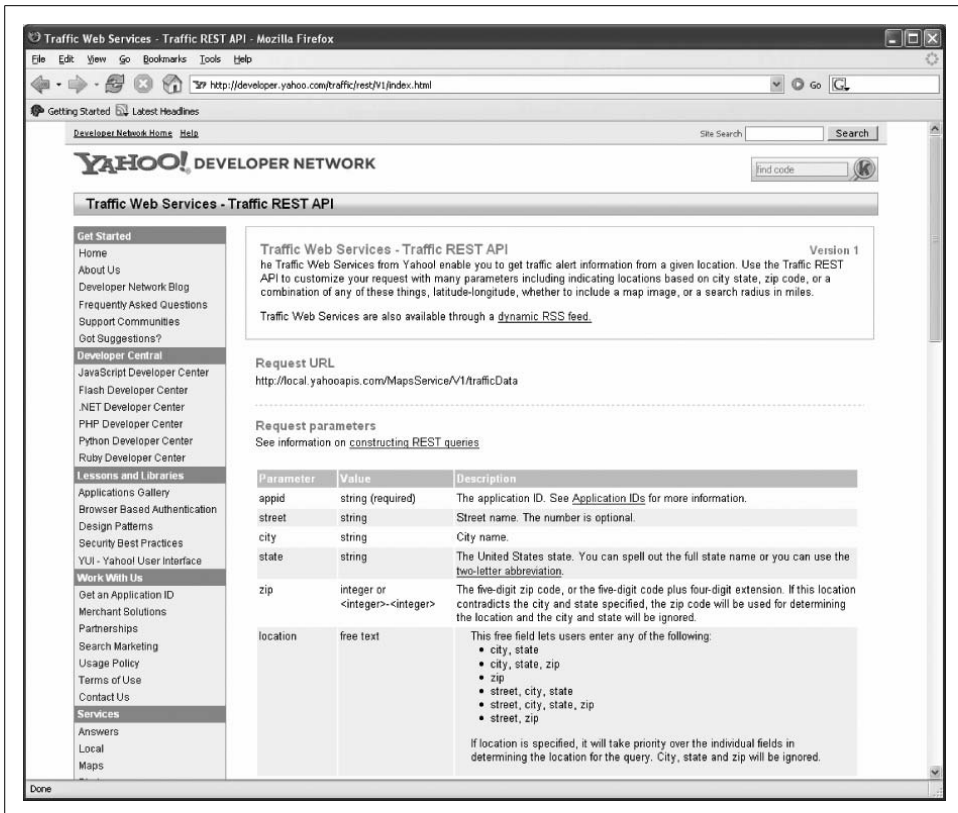 Traffic Web Services - Traffic REST API - Mozilla Firefox
File Edit View Go Bookmarks Tools Help
http://developer.yahoo.com/traffic/rest/V1/index.html
Go
Getting Started Latest Headlines
Developer Network Home Help
Site Search Search
YAHOO! DEVELOPER NETWORK
find code
Traffic Web Services - Traffic REST API
Get Started
Home
About Us
Developer Network Blog
Frequently Asked Questions
Support Communities
Got Suggestions?
Developer Central
JavaScript Developer Center
Flash Developer Center
.NET Developer Center
PHP Developer Center
Python Developer Center
Ruby Developer Center
Lessons and Libraries
Applications Gallery
Browser Based Authentication
Design Patterns
Security Best Practices
YUI - Yahoo! User Interface
Work With Us
Get an Application ID
Merchant Solutions
Partnerships
Search Marketing
Usage Policy
Terms of Use
Contact Us
Services
Answers
Local
Maps
Traffic Web Services - Traffic REST API Version 1
he Traffic Web Services from Yahoo! enable you to get traffic alert information from a given location. Use the Traffic REST
API to customize your request with many parameters including indicating locations based on city state, zip code, or a
combination of any of these things, latitude-longitude, whether to include a map image, or a search radius in miles.
Traffic Web Services are also available through a dynamic RSS feed.
Request URL
http://local.yahooapis.com/MapsService/V1/trafficData
Request parameters
See information on constructing REST queries
Parameter Value Description
appid string (required) The application ID. See Application IDs for more information.
street string Street name. The number is optional.
city string City name.
state string The United States state. You can spell out the full state name or you can use the
two-letter abbreviation.
zip integer or The five-digit zip code, or the five-digit code plus four-digit extension. If this location
<integer>-<integer> contradicts the city and state specified, the zip code will be used for determining
the location and the city and state will be ignored.
location free text This free field lets users enter any of the following:
• city, state
• city, state, zip
• zip
• street, city, state
• street, city, state, zip
• street, zip
If location is specified, it will take priority over the individual fields in
determining the location for the query. City, state and zip will be ignored.
Done